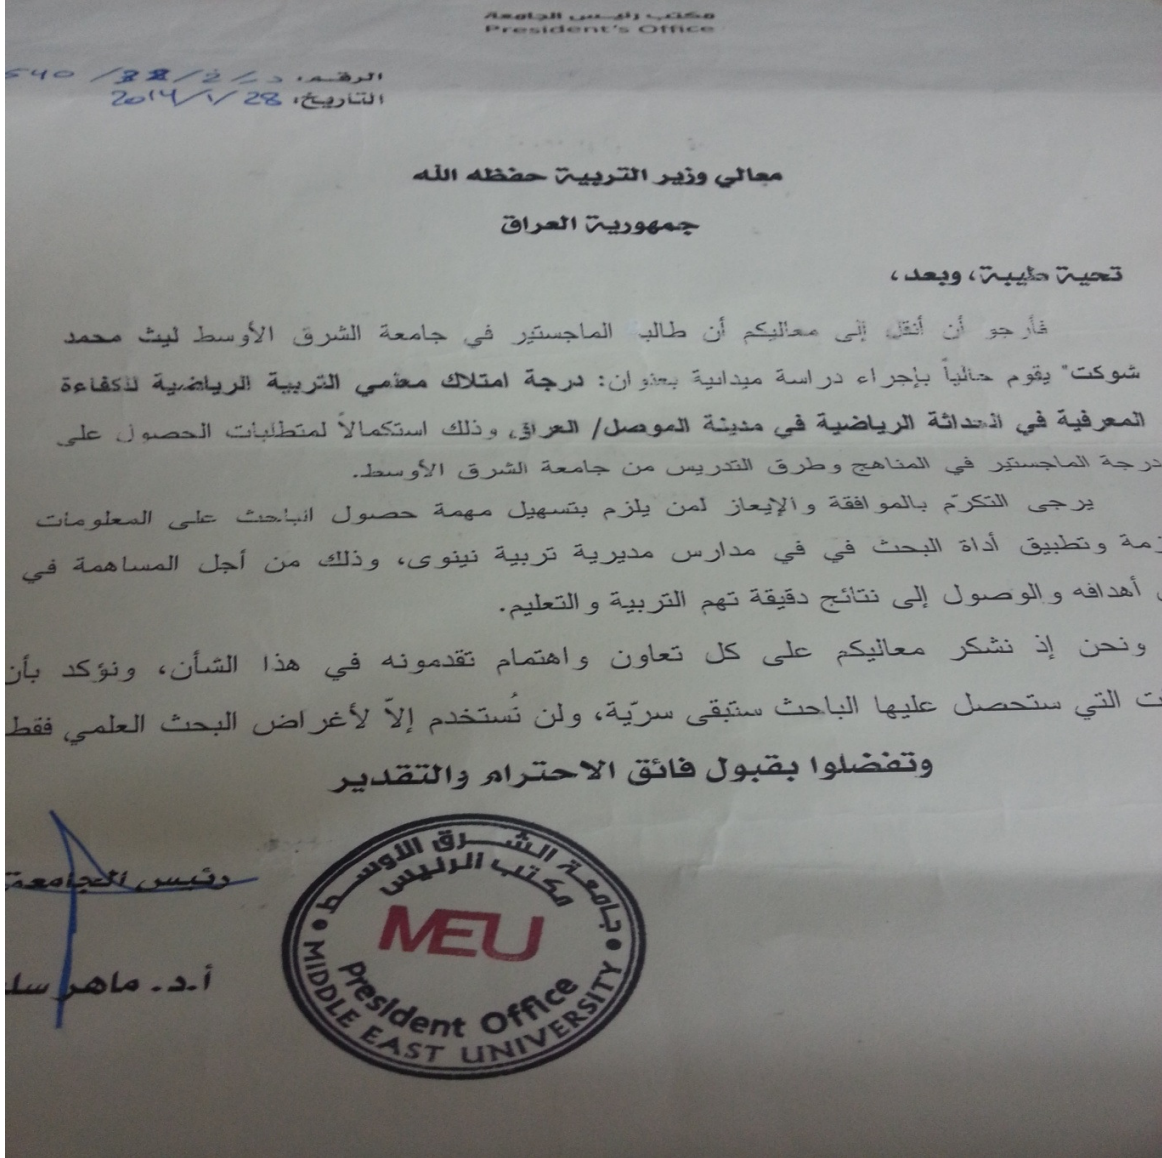 مكتب رئيس الجامعة
President's Office
الرقم: د/خ/
التاريخ: 2014/1/28
معالي وزير التربية حفظه الله
جمهورية العراق
تحية طيبة، وبعد،
فأرجو أن أنقل إلى معاليكم أن طالب الماجستير في جامعة الشرق الأوسط ليث محمد
شوكت" يقوم حالياً بإجراء دراسة ميدانية بعنوان: درجة امتلاك معلمي التربية الرياضية للكفاءة
المعرفية في الحداثة الرياضية في مدينة الموصل/ العراق، وذلك استكمالاً لمتطلبات الحصول على
درجة الماجستير في المناهج وطرق التدريس من جامعة الشرق الأوسط.
يرجى التكرّم بالموافقة والإيعاز لمن يلزم بتسهيل مهمة حصول الباحث على المعلومات
زمة وتطبيق أداة البحث في في مدارس مديرية تربية نينوى، وذلك من أجل المساهمة في
أهدافه والوصول إلى نتائج دقيقة تهم التربية والتعليم.
ونحن إذ نشكر معاليكم على كل تعاون واهتمام تقدمونه في هذا الشأن، ونؤكد بأن
ت التي ستحصل عليها الباحث ستبقى سرّية، ولن تُستخدم إلاّ لأغراض البحث العلمي فقط
وتفضلوا بقبول فائق الاحترام والتقدير
رئيس الجامعة
أ.د. ماهر سل
جامعة الشرق الأوسط
مكتب الرئيس
MEU
President Office
MIDDLE EAST UNIVERSITY